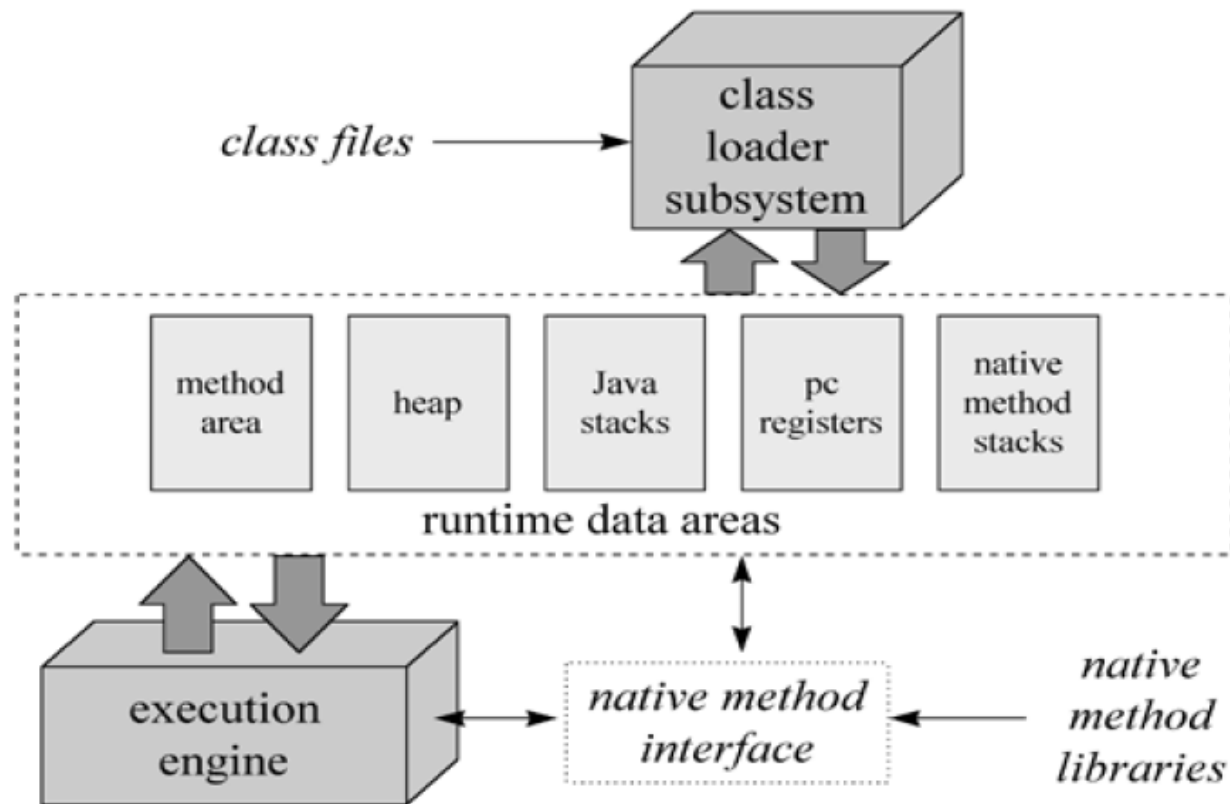 class
loader
subsystem
class files
method
area
heap
Java
stacks
pc
registers
native
method
stacks
runtime data areas
execution
engine
native method
interface
native
method
libraries